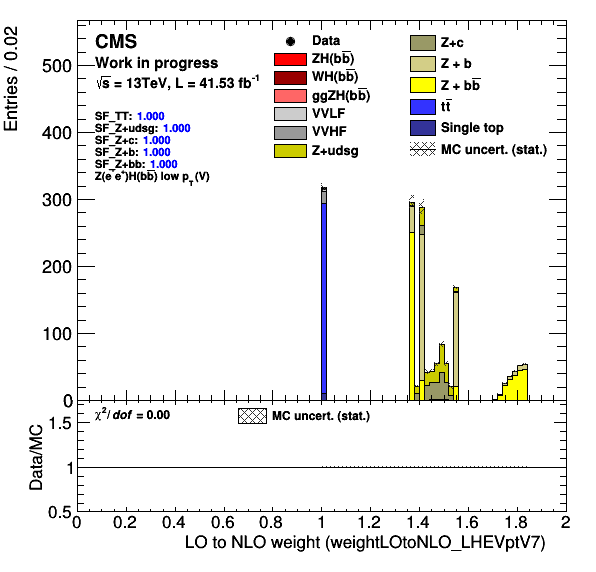 Entries / 0.02
500
400
300
200
100
0
CMS
Work in progress
√s = 13TeV, L = 41.53 fb⁻¹
SF_TT: 1.000
SF_Z+udsg: 1.000
SF_Z+c: 1.000
SF_Z+b: 1.000
SF_Z+bb: 1.000
Z(e⁻e⁺)H(bb̅) low p_T(V)
Data
ZH(bb̅)
WH(bb̅)
ggZH(bb̅)
VVLF
VVHF
Z+udsg
Z+c
Z + b
Z + bb̅
tt̅
Single top
MC uncert. (stat.)
Data/MC
1.5
1
0.5
χ²/dof = 0.00
MC uncert. (stat.)
0 0.2 0.4 0.6 0.8 1 1.2 1.4 1.6 1.8 2
LO to NLO weight (weightLOtoNLO_LHEVptV7)